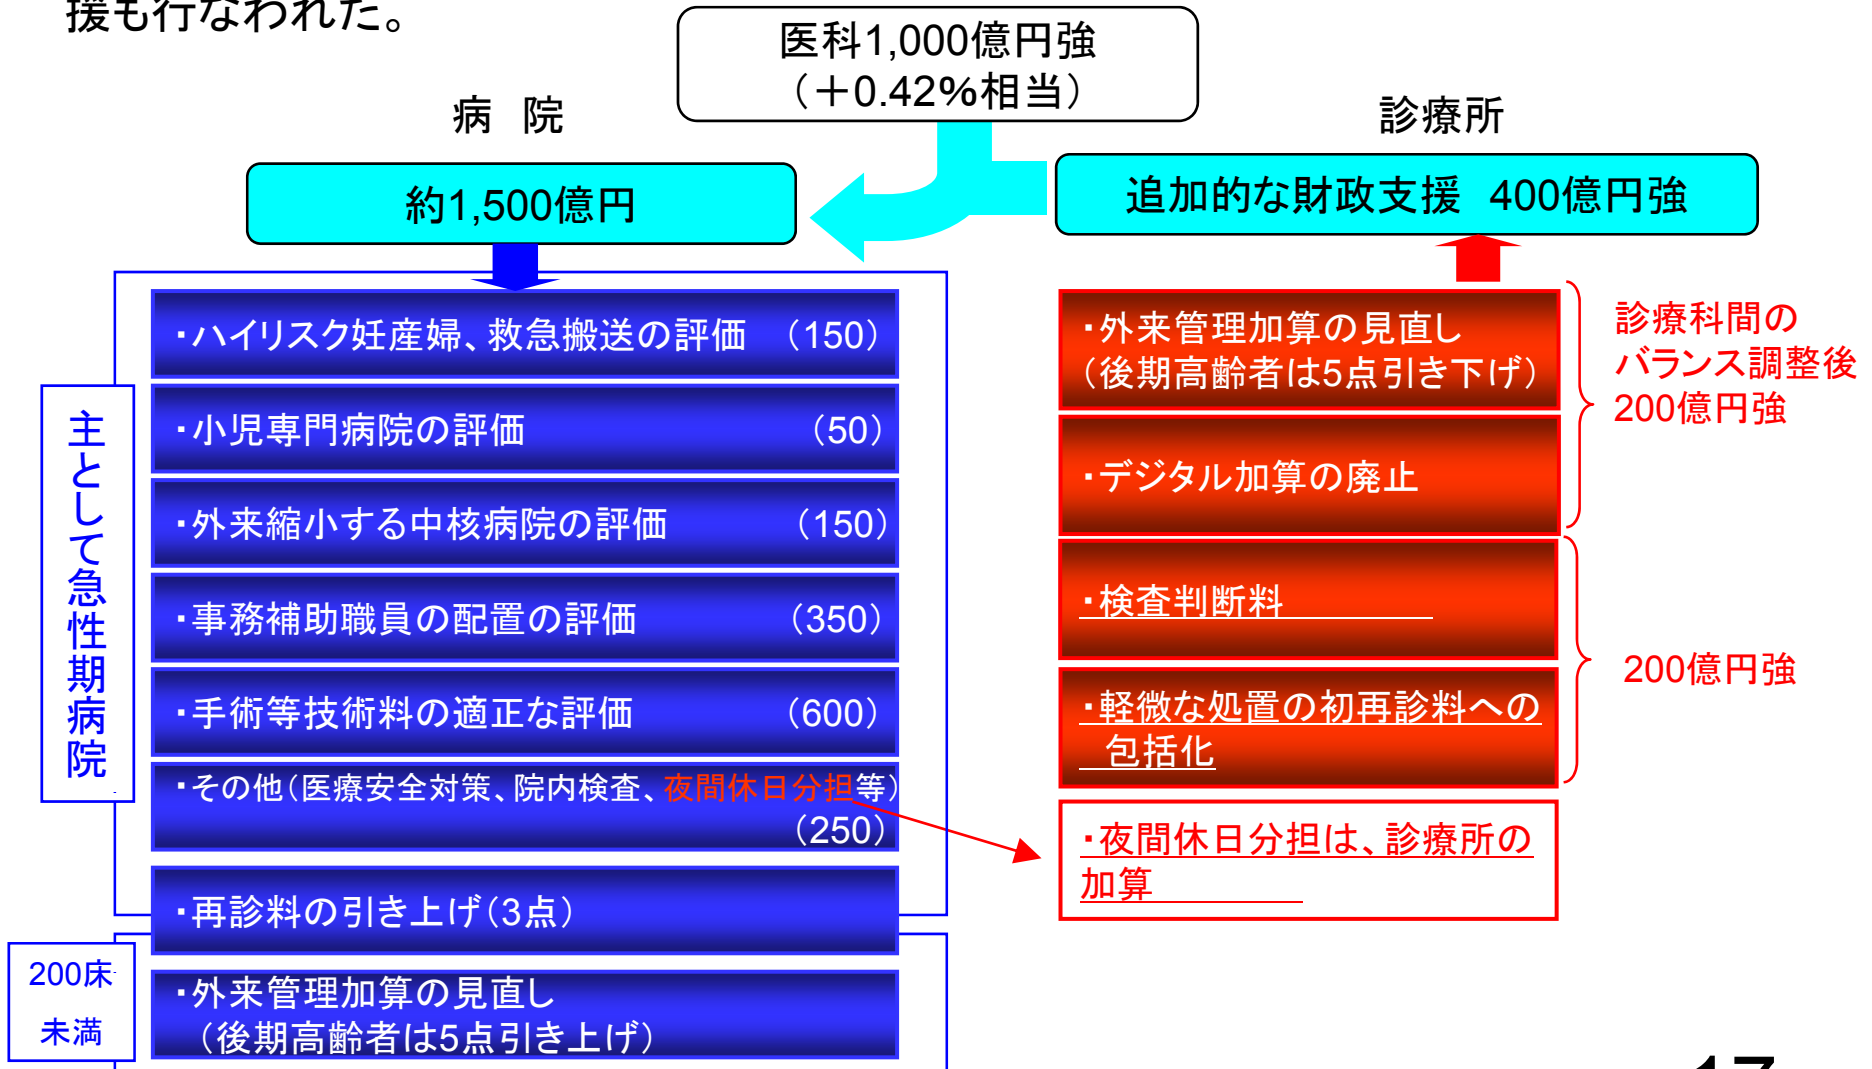 援も行なわれた。
医科1,000億円強
（＋0.42％相当）
病　院
診療所
約1,500億円
追加的な財政支援　400億円強
主として急性期病院
・ハイリスク妊産婦、救急搬送の評価　（150）
・小児専門病院の評価　（50）
・外来縮小する中核病院の評価　（150）
・事務補助職員の配置の評価　（350）
・手術等技術料の適正な評価　（600）
・その他（医療安全対策、院内検査、夜間休日分担等）
（250）
・再診料の引き上げ（3点）
200床
未満
・外来管理加算の見直し
（後期高齢者は5点引き上げ）
・外来管理加算の見直し
（後期高齢者は5点引き下げ）
・デジタル加算の廃止
診療科間の
バランス調整後
200億円強
・検査判断料
・軽微な処置の初再診料への
包括化
200億円強
・夜間休日分担は、診療所の
加算
17